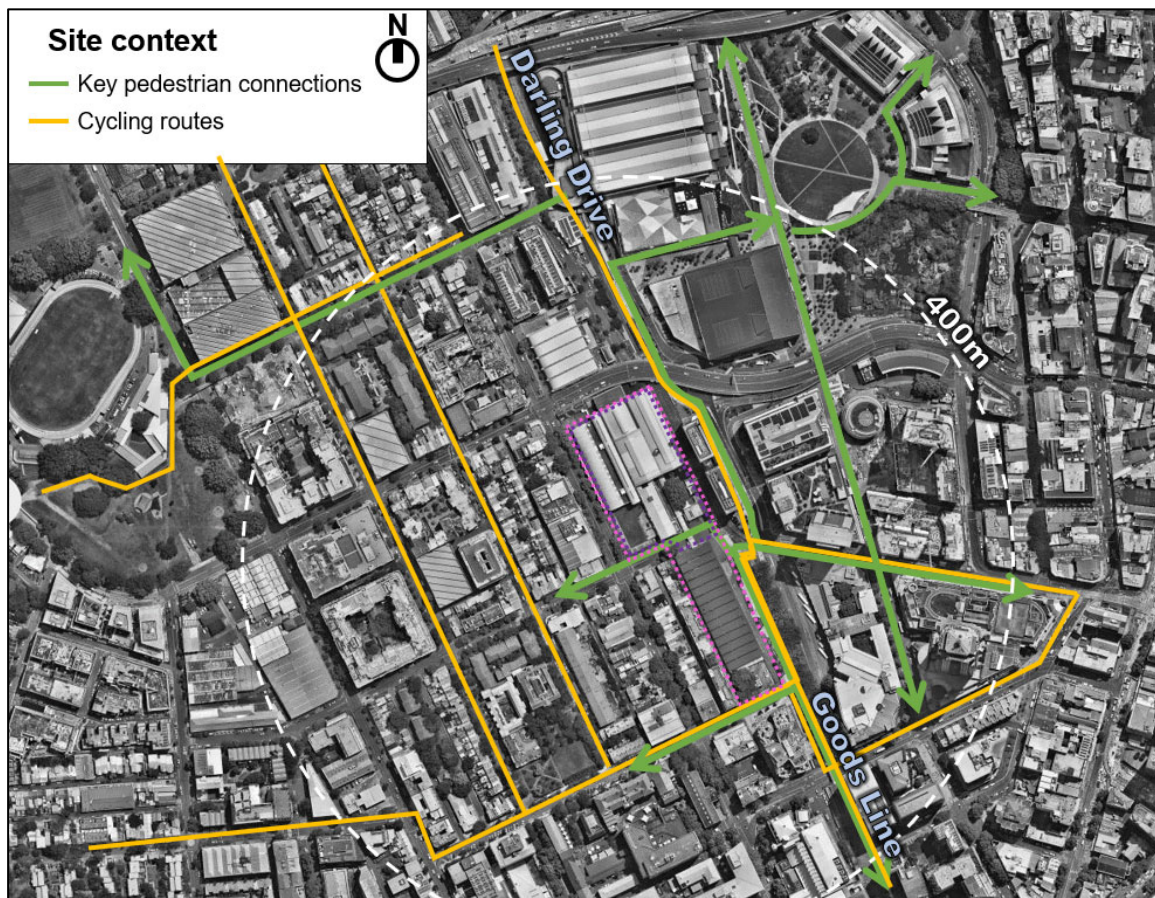 Site context
N
Key pedestrian connections
Cycling routes
Darling Drive
400m
Goods Line